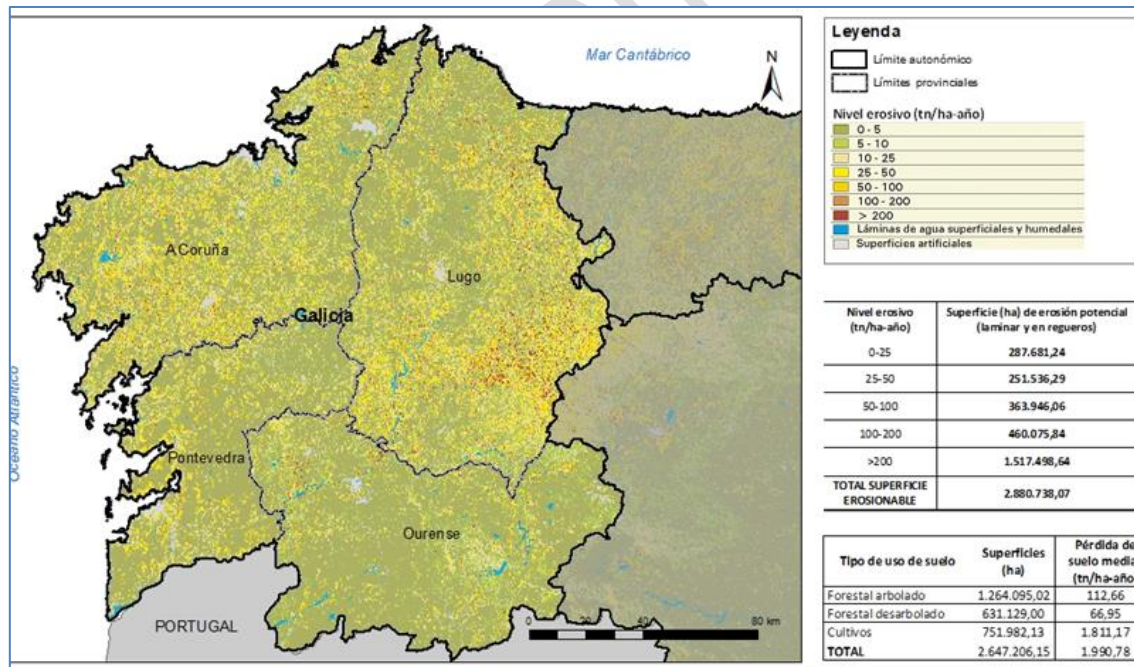 Mar Cantábrico
N
A Coruña
Lugo
Galicia
Océano Atlántico
Pontevedra
Ourense
PORTUGAL
0 20 40 80 km
Leyenda
Límite autonómico
Límites provinciales
Nivel erosivo (tn/ha-año)
0 - 5
5 - 10
10 - 25
25 - 50
50 - 100
100 - 200
> 200
Láminas de agua superficiales y humedales
Superficies artificiales
Nivel erosivo (tn/ha-año) Superficie (ha) de erosión potencial (laminar y en regueros)
0-25 287.681,24
25-50 251.536,29
50-100 363.946,06
100-200 460.075,84
>200 1.517.498,64
TOTAL SUPERFICIE EROSIONABLE 2.880.738,07
Tipo de uso de suelo Superficies (ha) Pérdida de suelo media (tn/ha-año)
Forestal arbolado 1.264.095,02 112,66
Forestal desarbolado 631.129,00 66,95
Cultivos 751.982,13 1.811,17
TOTAL 2.647.206,15 1.990,78